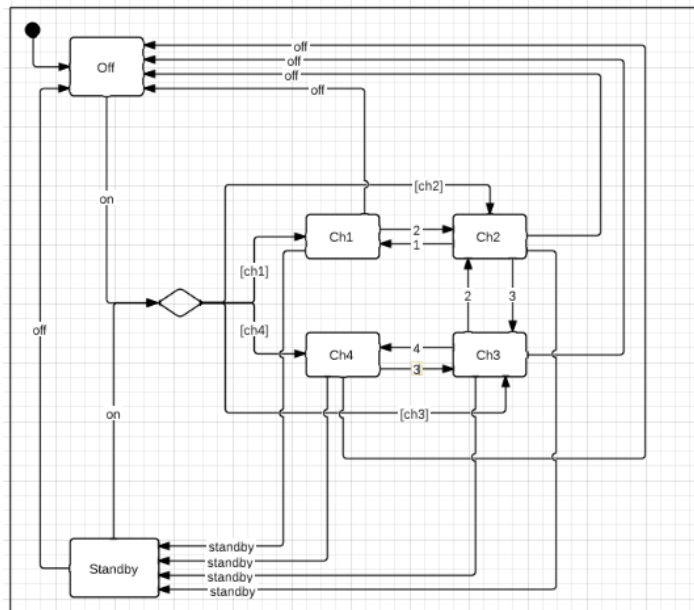 off
off
Off
off
off
on
[ch2]
Ch1
2
1
Ch2
[ch1]
2
3
off
[ch4]
Ch4
4
3
Ch3
on
[ch3]
standby
standby
standby
standby
Standby